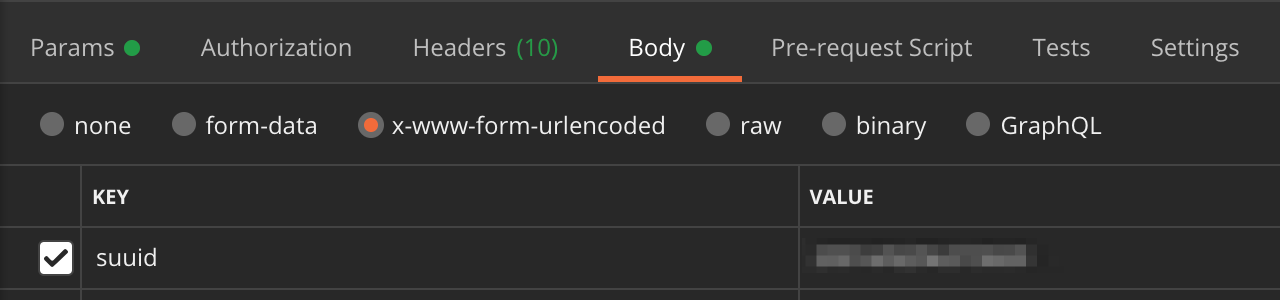 Params Authorization Headers (10) Body Pre-request Script Tests Settings
none form-data x-www-form-urlencoded raw binary GraphQL
KEY VALUE
suuid